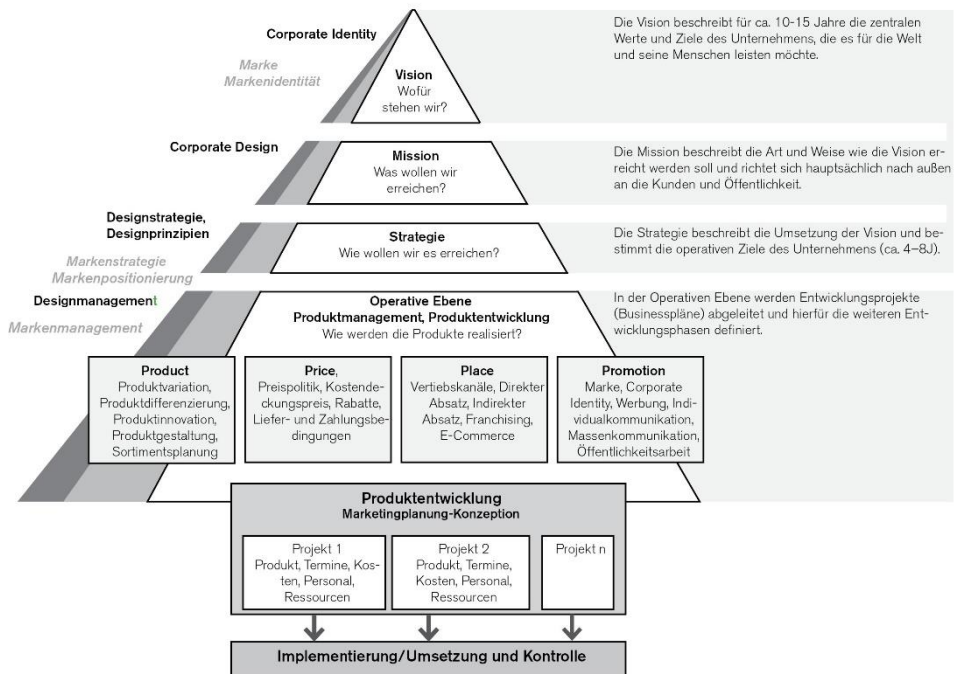 Corporate Identity
Marke
Markenidentität
Vision
Wofür
stehen wir?
Die Vision beschreibt für ca. 10-15 Jahre die zentralen
Werte und Ziele des Unternehmens, die es für die Welt
und seine Menschen leisten möchte.
Corporate Design
Mission
Was wollen wir
erreichen?
Die Mission beschreibt die Art und Weise wie die Vision er-
reicht werden soll und richtet sich hauptsächlich nach außen
an die Kunden und Öffentlichkeit.
Designstrategie,
Designprinzipien
Markenstrategie
Markenpositionierung
Strategie
Wie wollen wir es erreichen?
Die Strategie beschreibt die Umsetzung der Vision und be-
stimmt die operativen Ziele des Unternehmens (ca. 4–8J).
Designmanagement
Markenmanagement
Operative Ebene
Produktmanagement, Produktentwicklung
Wie werden die Produkte realisiert?
In der Operativen Ebene werden Entwicklungsprojekte
(Businesspläne) abgeleitet und hierfür die weiteren Ent-
wicklungsphasen definiert.
Product
Produktvariation,
Produktdifferenzierung,
Produktinnovation,
Produktgestaltung,
Sortimentsplanung
Price,
Preispolitik, Kostende-
ckungspreis, Rabatte,
Liefer- und Zahlungsbe-
dingungen
Place
Vertiebskanäle, Direkter
Absatz, Indirekter
Absatz, Franchising,
E-Commerce
Promotion
Marke, Corporate
Identity, Werbung, Indi-
vidualkommunikation,
Massenkommunikation,
Öffentlichkeitsarbeit
Produktentwicklung
Marketingplanung-Konzeption
Projekt 1
Produkt, Termine, Kos-
ten, Personal,
Ressourcen
Projekt 2
Produkt, Termine,
Kosten, Personal,
Ressourcen
Projekt n
Implementierung/Umsetzung und Kontrolle